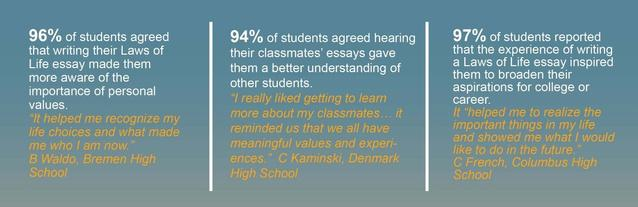 96% of students agreed
that writing their Laws of
Life essay made them
more aware of the
importance of personal
values.
“It helped me recognize my
life choices and what made
me who I am now.”
B Waldo, Bremen High
School
94% of students agreed hearing
their classmates’ essays gave
them a better understanding of
other students.
“I really liked getting to learn
more about my classmates… it
reminded us that we all have
meaningful values and experi-
ences.” C Kaminski, Denmark
High School
97% of students reported
that the experience of writing
a Laws of Life essay inspired
them to broaden their
aspirations for college or
career.
It “helped me to realize the
important things in my life
and showed me what I would
like to do in the future.”
C French, Columbus High
School